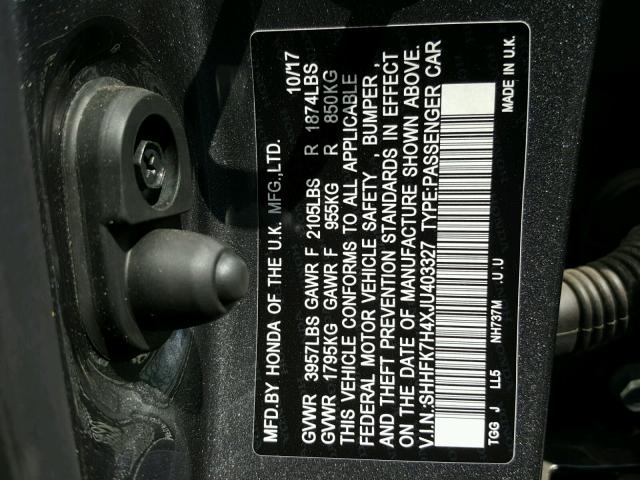 MFD.BY HONDA OF THE U.K. MFG.,LTD. 10/17
GVWR 3957LBS GAWR F 2105LBS R 1874LBS
GVWR 1795KG GAWR F 955KG R 850KG
THIS VEHICLE CONFORMS TO ALL APPLICABLE
FEDERAL MOTOR VEHICLE SAFETY , BUMPER ,
AND THEFT PREVENTION STANDARDS IN EFFECT
ON THE DATE OF MANUFACTURE SHOWN ABOVE.
V.I.N.:SHHFK7H4XJU403327 TYPE:PASSENGER CAR
TGG J LL5 NH737M .U U MADE IN U.K.